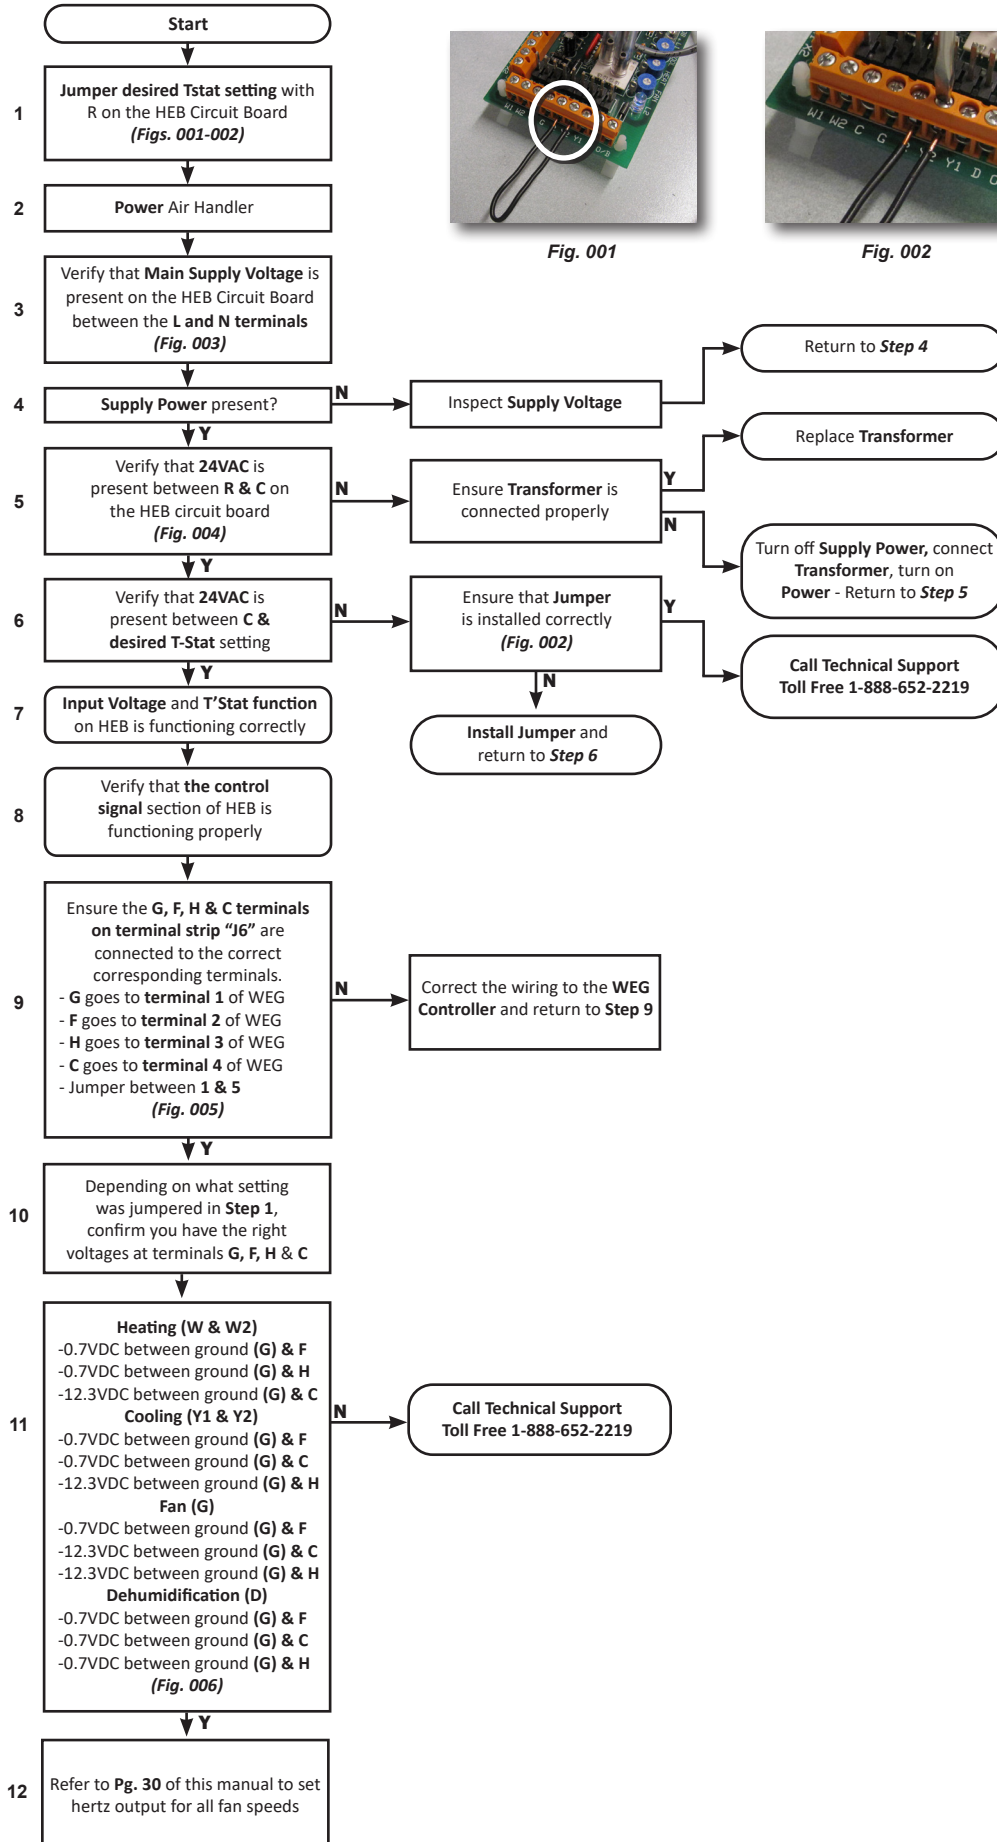 Start
1
Jumper desired Tstat setting with
R on the HEB Circuit Board
(Figs. 001-002)
2
Power Air Handler
3
Verify that Main Supply Voltage is
present on the HEB Circuit Board
between the L and N terminals
(Fig. 003)
4
Supply Power present?
N
Inspect Supply Voltage
Return to Step 4
Y
5
Verify that 24VAC is
present between R & C on
the HEB circuit board
(Fig. 004)
N
Ensure Transformer is
connected properly
Y
Replace Transformer
N
Turn off Supply Power, connect
Transformer, turn on
Power - Return to Step 5
Y
6
Verify that 24VAC is
present between C &
desired T-Stat setting
N
Ensure that Jumper
is installed correctly
(Fig. 002)
Y
Call Technical Support
Toll Free 1-888-652-2219
N
Install Jumper and
return to Step 6
Y
7
Input Voltage and T'Stat function
on HEB is functioning correctly
8
Verify that the control
signal section of HEB is
functioning properly
9
Ensure the G, F, H & C terminals
on terminal strip “J6” are
connected to the correct
corresponding terminals.
- G goes to terminal 1 of WEG
- F goes to terminal 2 of WEG
- H goes to terminal 3 of WEG
- C goes to terminal 4 of WEG
- Jumper between 1 & 5
(Fig. 005)
N
Correct the wiring to the WEG
Controller and return to Step 9
Y
10
Depending on what setting
was jumpered in Step 1,
confirm you have the right
voltages at terminals G, F, H & C
11
Heating (W & W2)
-0.7VDC between ground (G) & F
-0.7VDC between ground (G) & H
-12.3VDC between ground (G) & C
Cooling (Y1 & Y2)
-0.7VDC between ground (G) & F
-0.7VDC between ground (G) & C
-12.3VDC between ground (G) & H
Fan (G)
-0.7VDC between ground (G) & F
-12.3VDC between ground (G) & C
-12.3VDC between ground (G) & H
Dehumidification (D)
-0.7VDC between ground (G) & F
-0.7VDC between ground (G) & C
-0.7VDC between ground (G) & H
(Fig. 006)
N
Call Technical Support
Toll Free 1-888-652-2219
Y
12
Refer to Pg. 30 of this manual to set
hertz output for all fan speeds
W1 W2 C G Y1 O/B
HEAT FAN
Fig. 001
W1 W2 C G Y1 D
Fig. 002